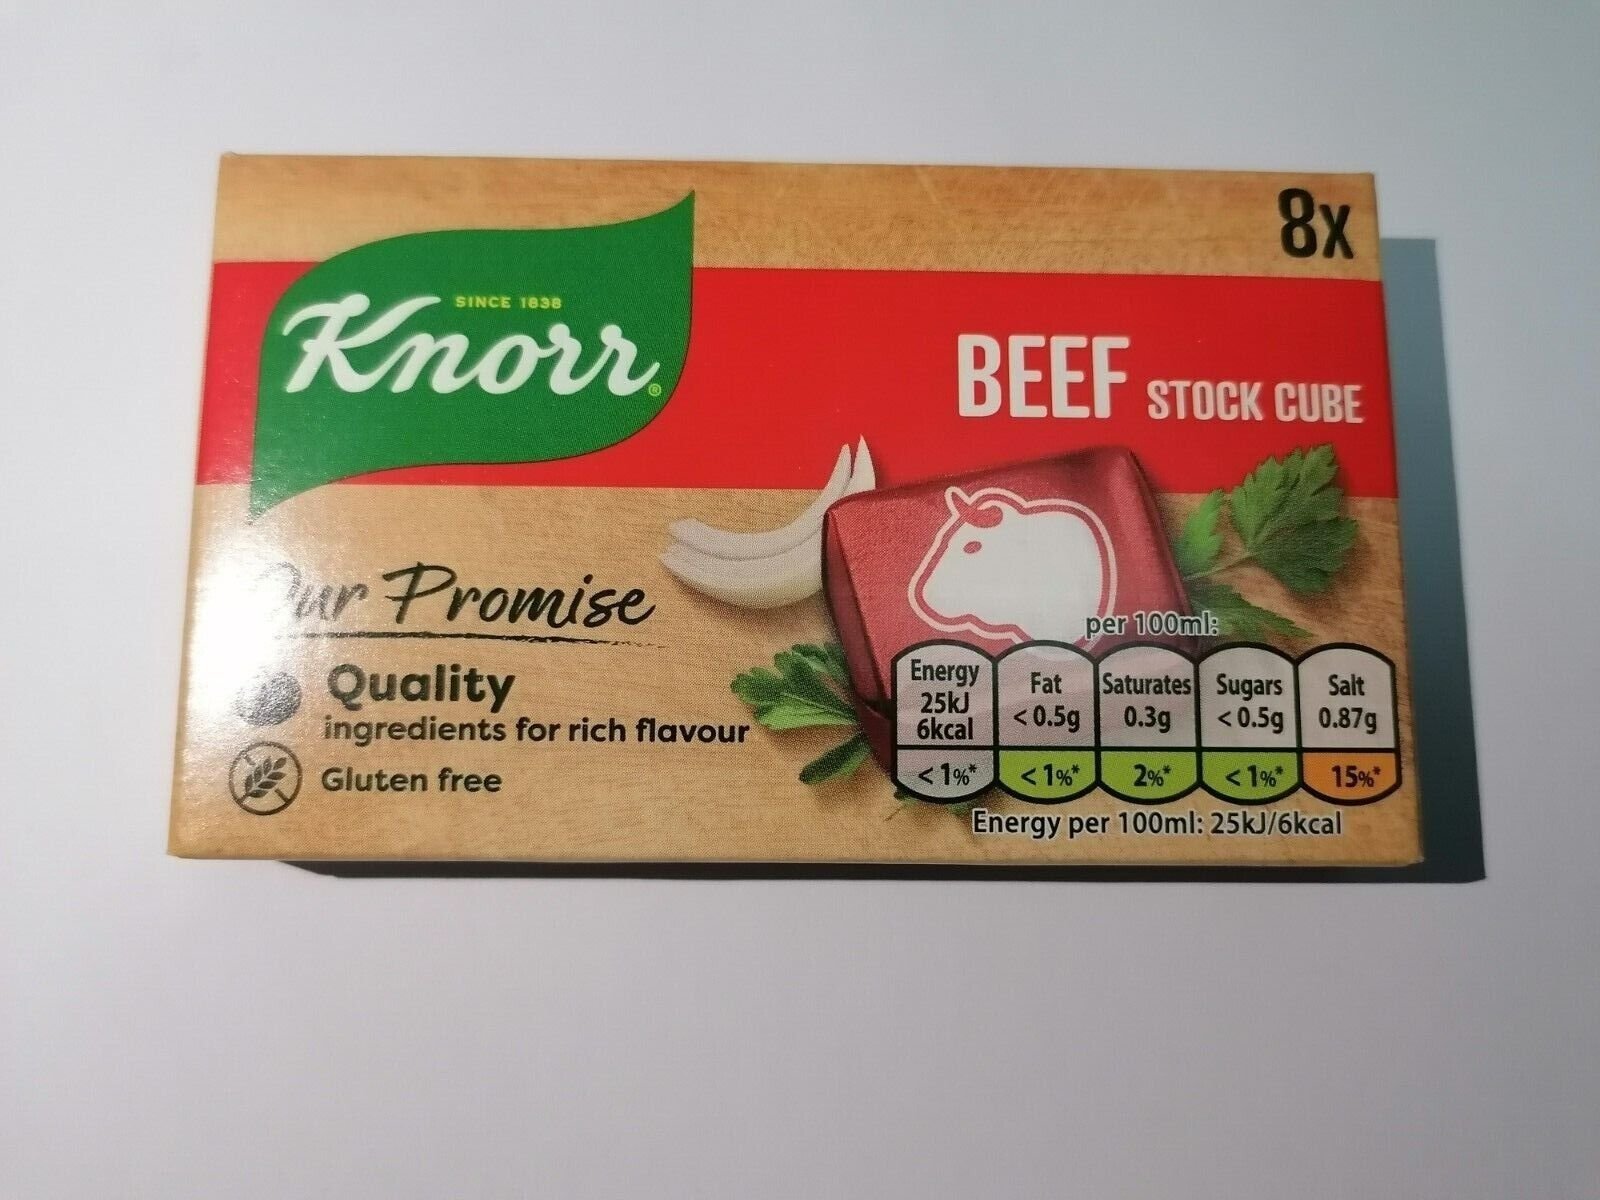 8x
SINCE 1838
Knorr®
BEEF STOCK CUBE
Our Promise
Quality
ingredients for rich flavour
Gluten free
per 100ml:
Energy
25kJ
6kcal
<1%*
Fat
<0.5g
<1%*
Saturates
0.3g
2%*
Sugars
<0.5g
<1%*
Salt
0.87g
15%*
Energy per 100ml: 25kJ/6kcal